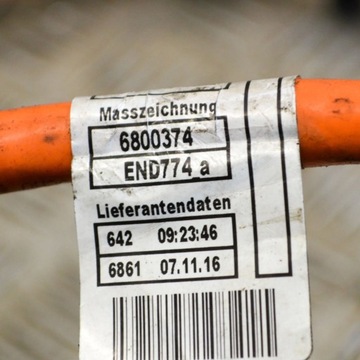 Masszeichnung
6800374
END774 a
Lieferantendaten
642 09:23:46
6861 07.11.16